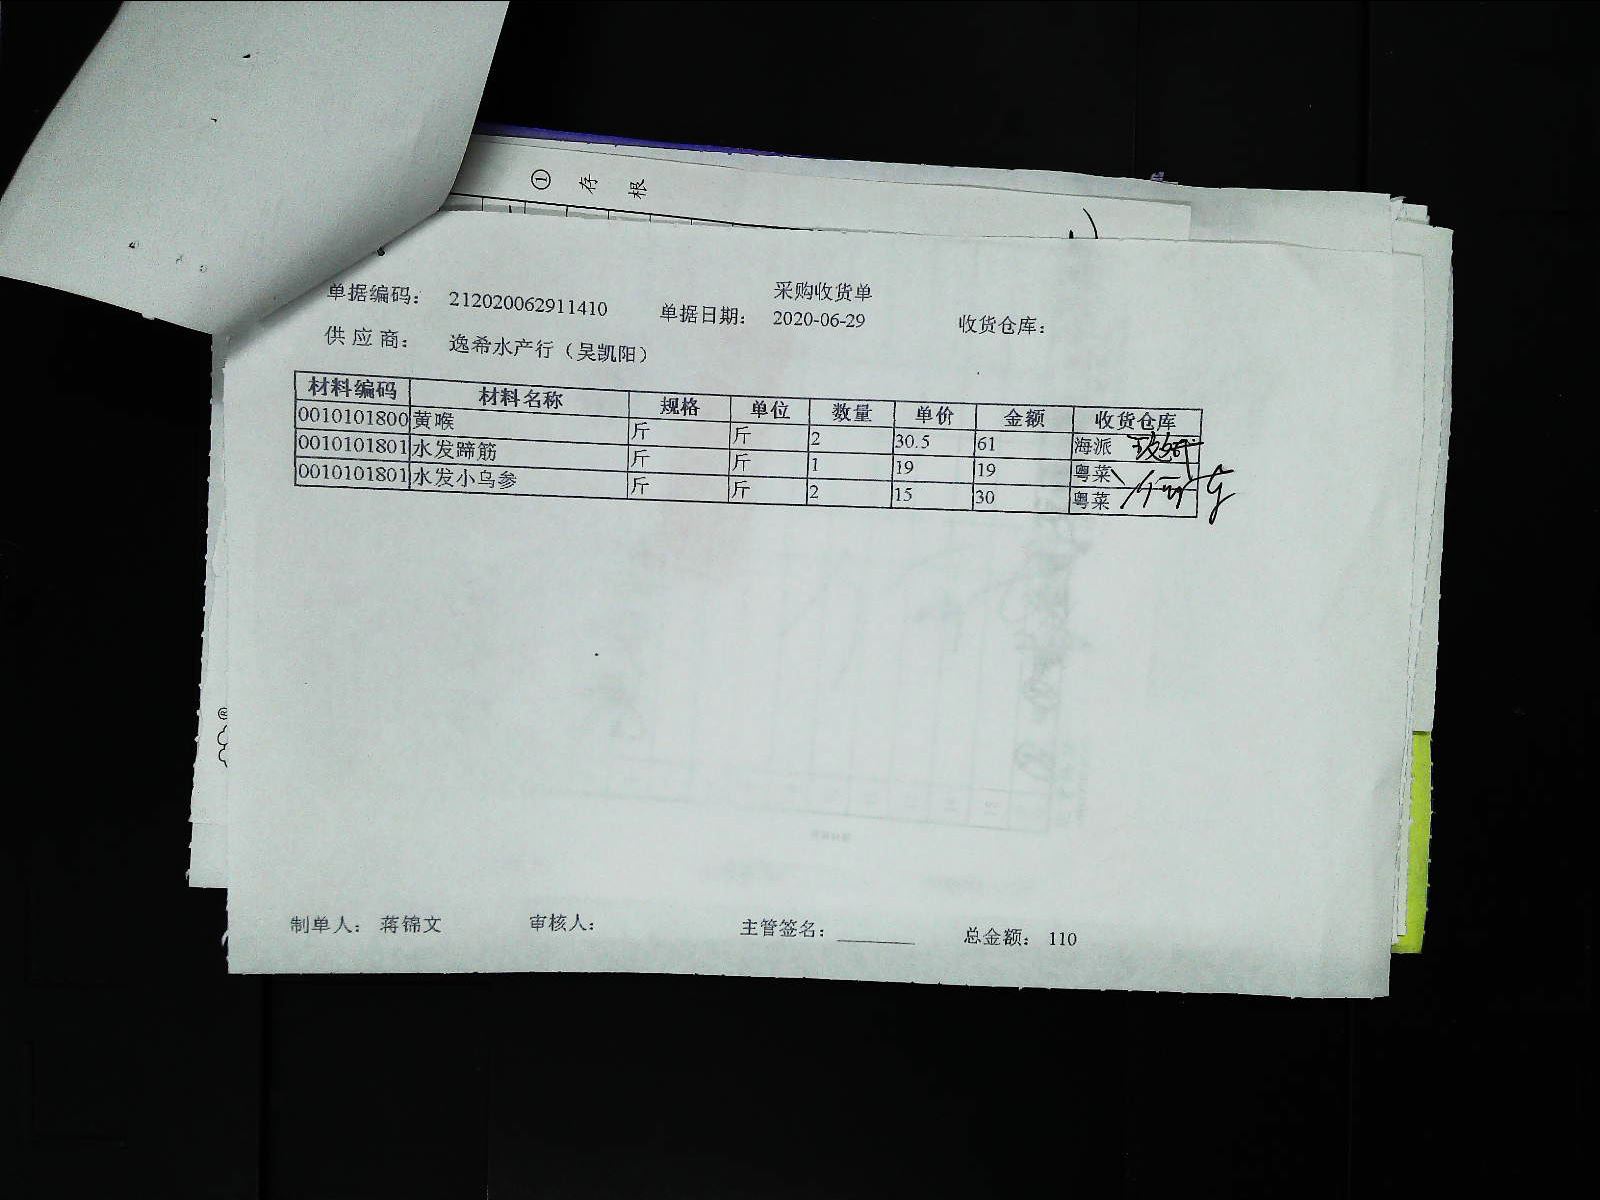 ① 存 根
采购收货单
单据编码： 212020062911410 单据日期： 2020-06-29 收货仓库：
供 应 商： 逸希水产行（吴凯阳）
材料编码 材料名称 规格 单位 数量 单价 金额 收货仓库
0010101800 黄喉 斤 斤 2 30.5 61 海派
0010101801 水发蹄筋 斤 斤 1 19 19 粤菜
0010101801 水发小乌参 斤 斤 2 15 30 粤菜
制单人： 蒋锦文 审核人： 主管签名： 总金额： 110